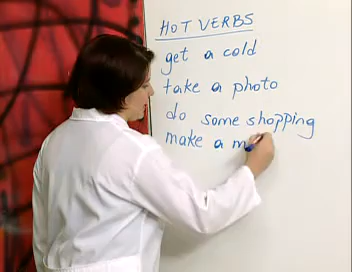 HOT VERBS
get a cold
take a photo
do some shopping
make a m